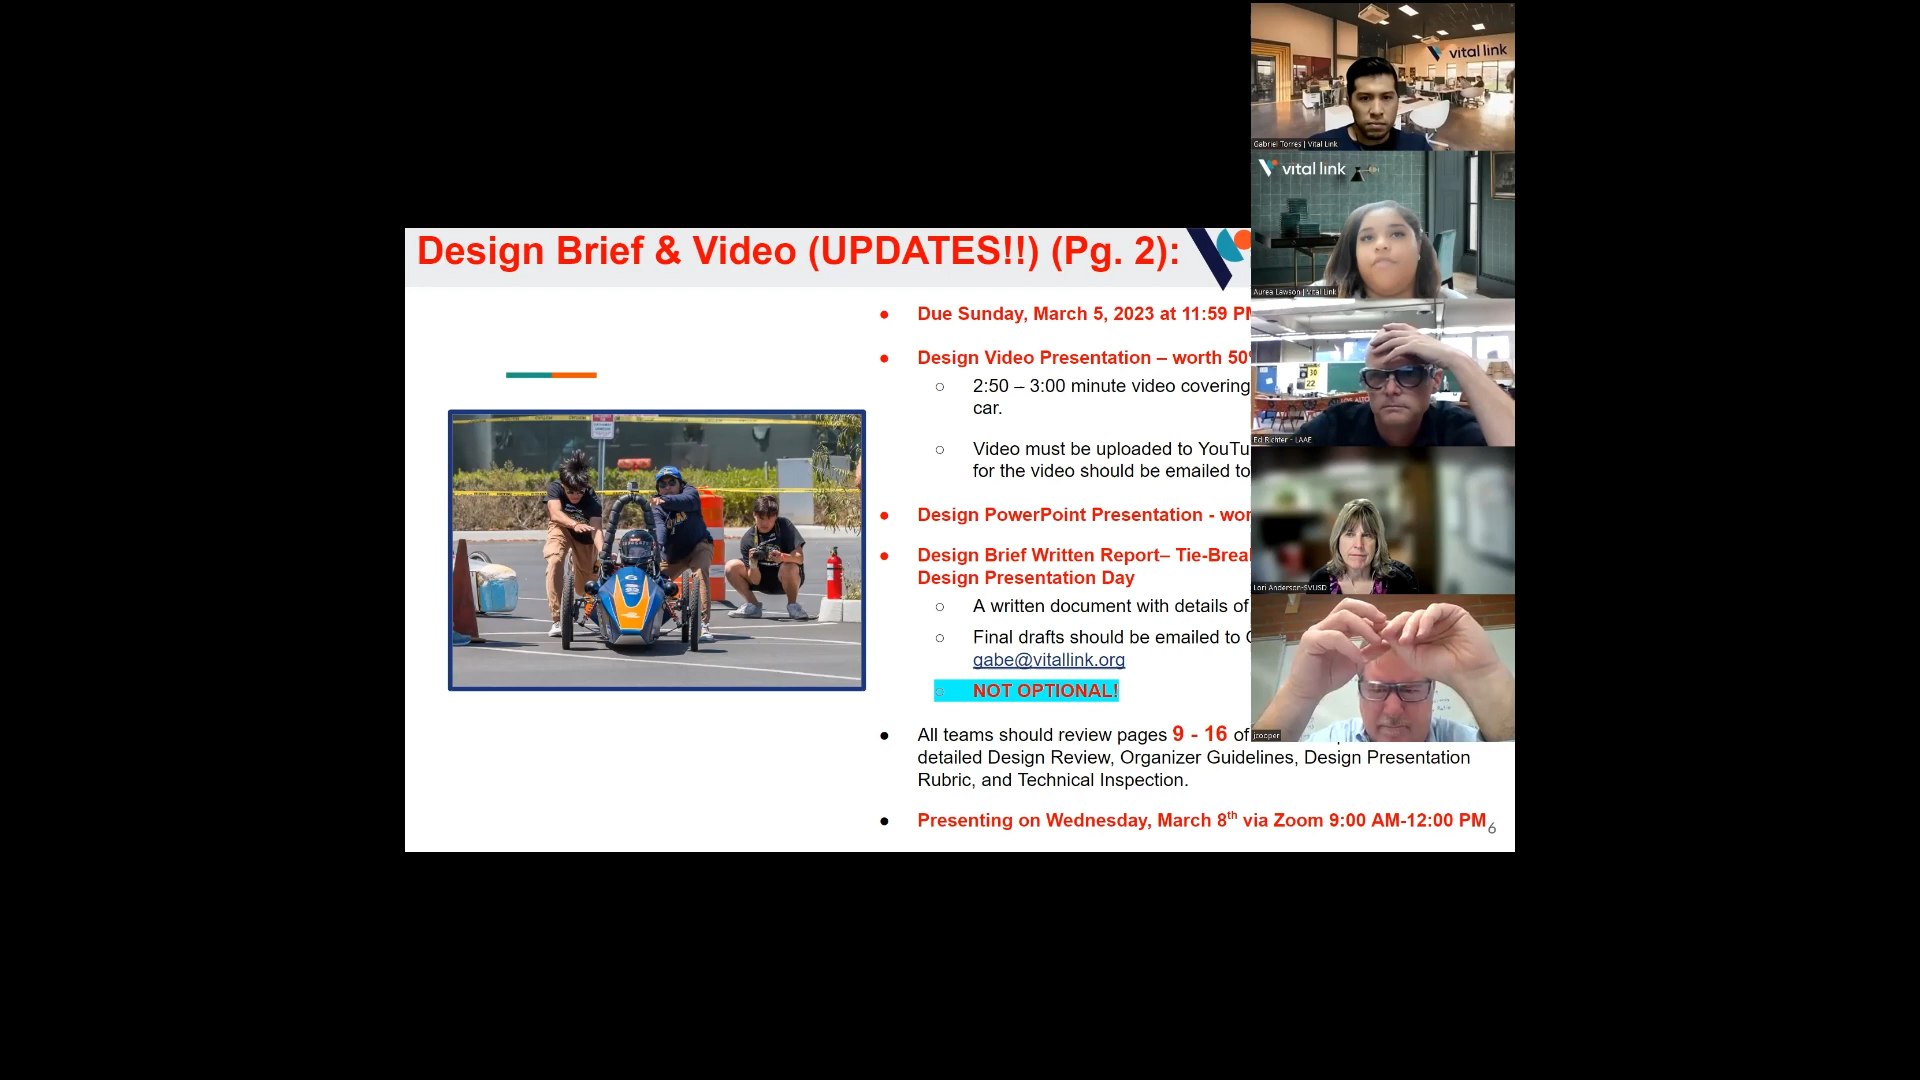 Design Brief & Video (UPDATES!!) (Pg. 2):
● Due Sunday, March 5, 2023 at 11:59 PM
● Design Video Presentation – worth 50%
○ 2:50 – 3:00 minute video covering
car.
○ Video must be uploaded to YouTu
for the video should be emailed to
● Design PowerPoint Presentation - wor
● Design Brief Written Report– Tie-Brea
Design Presentation Day
○ A written document with details of
○ Final drafts should be emailed to
gabe@vitallink.org
○ NOT OPTIONAL!
● All teams should review pages 9 - 16 of
detailed Design Review, Organizer Guidelines, Design Presentation
Rubric, and Technical Inspection.
● Presenting on Wednesday, March 8th via Zoom 9:00 AM-12:00 PM
6
vital link
Gabriel Torres | Vital Link
vital link
Aurea Lawson | Vital Link
30
22
LOS ALTO
Ed Richter - LAAE
Lori Anderson-SVUSD
jcooper